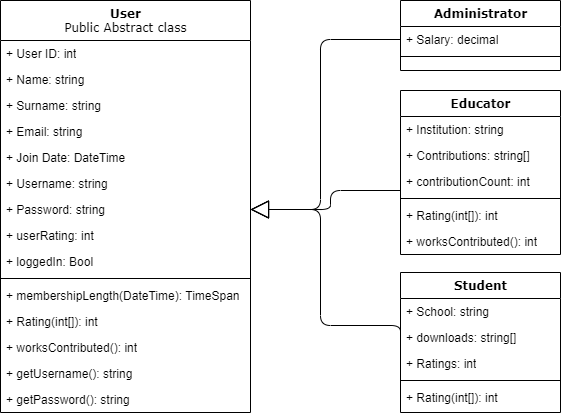 User
Public Abstract class
+ User ID: int
+ Name: string
+ Surname: string
+ Email: string
+ Join Date: DateTime
+ Username: string
+ Password: string
+ userRating: int
+ loggedIn: Bool
+ membershipLength(DateTime): TimeSpan
+ Rating(int[]): int
+ worksContributed(): int
+ getUsername(): string
+ getPassword(): string
Administrator
+ Salary: decimal
Educator
+ Institution: string
+ Contributions: string[]
+ contributionCount: int
+ Rating(int[]): int
+ worksContributed(): int
Student
+ School: string
+ downloads: string[]
+ Ratings: int
+ Rating(int[]): int